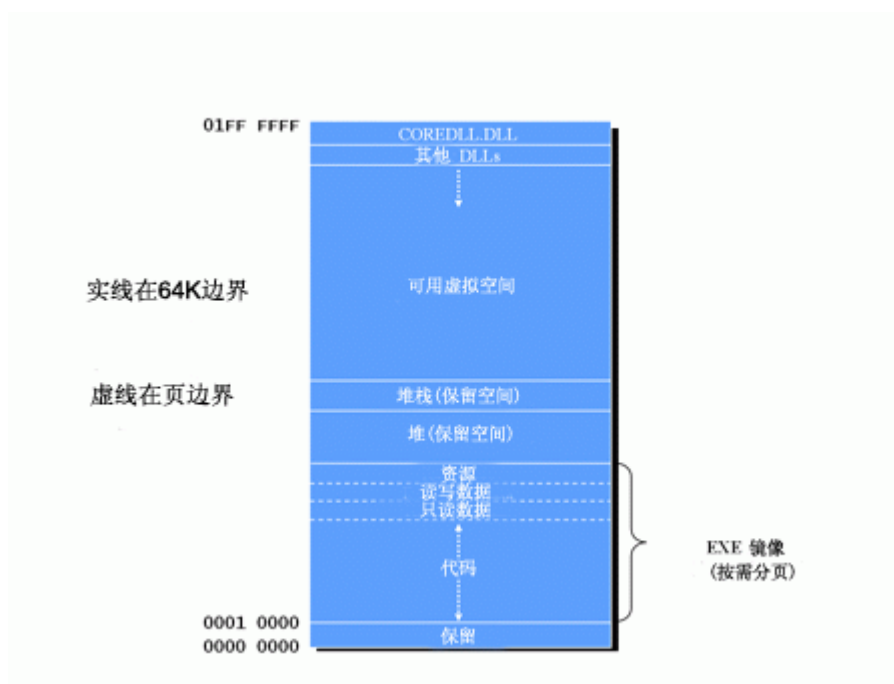 01FF FFFF
COREDLL.DLL
其他 DLLs
实线在64K边界
可用虚拟空间
虚线在页边界
堆栈(保留空间)
堆(保留空间)
资源
读写数据
只读数据
代码
EXE 镜像
(按需分页)
0001 0000
保留
0000 0000